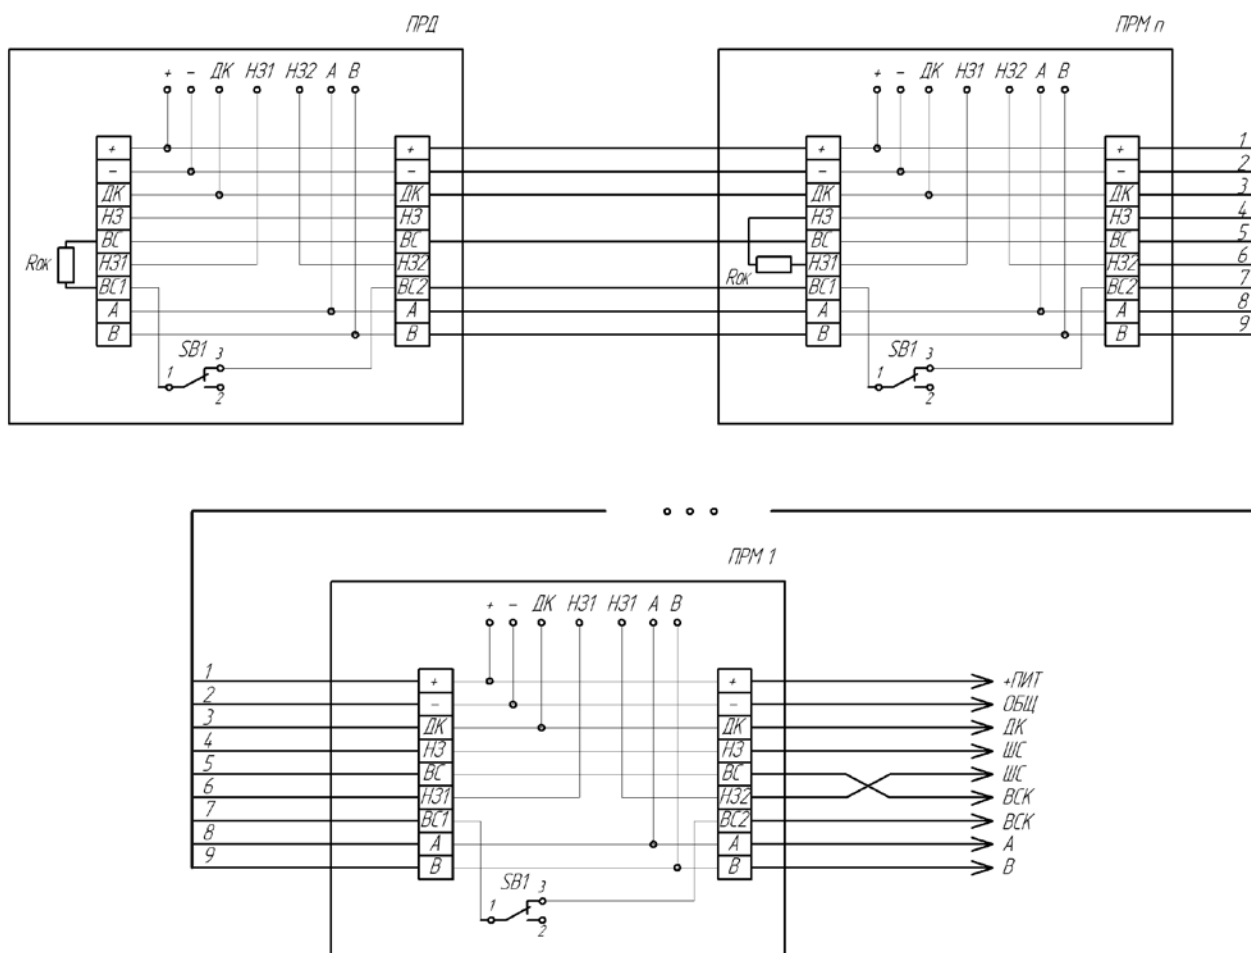 ПРД
ПРМ n
+ − ДК НЗ1 НЗ2 А В
+ − ДК НЗ1 НЗ2 А В
+ + + + 1
− − − − 2
ДК ДК ДК ДК 3
НЗ НЗ НЗ НЗ 4
ВС ВС ВС ВС 5
Rок НЗ1 НЗ2 Rок НЗ1 НЗ2 6
ВС1 ВС2 ВС1 ВС2 7
А А А А 8
В В В В 9
SB1 3 SB1 3
1 1
2 2
ПРМ 1
+ − ДК НЗ1 НЗ1 А В
1 + + +ПИТ
2 − − ОБЩ
3 ДК ДК ДК
4 НЗ НЗ ШС
5 ВС ВС ШС
6 НЗ1 НЗ2 ВСК
7 ВС1 ВС2 ВСК
8 А А А
9 В В В
SB1 3
1
2